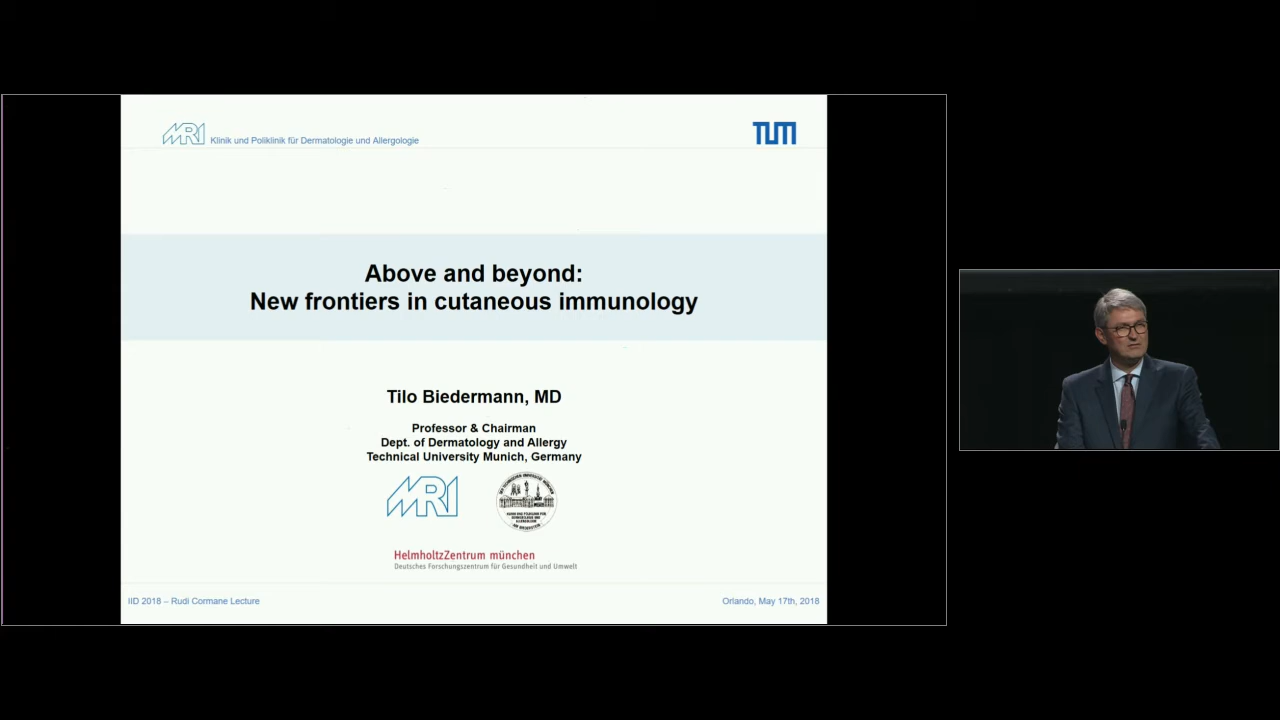 MRI Klinik und Poliklinik für Dermatologie und Allergologie
TUM
Above and beyond:
New frontiers in cutaneous immunology
Tilo Biedermann, MD
Professor & Chairman
Dept. of Dermatology and Allergy
Technical University Munich, Germany
MRI
HelmholtzZentrum münchen
Deutsches Forschungszentrum für Gesundheit und Umwelt
IID 2018 – Rudi Cormane Lecture
Orlando, May 17th, 2018